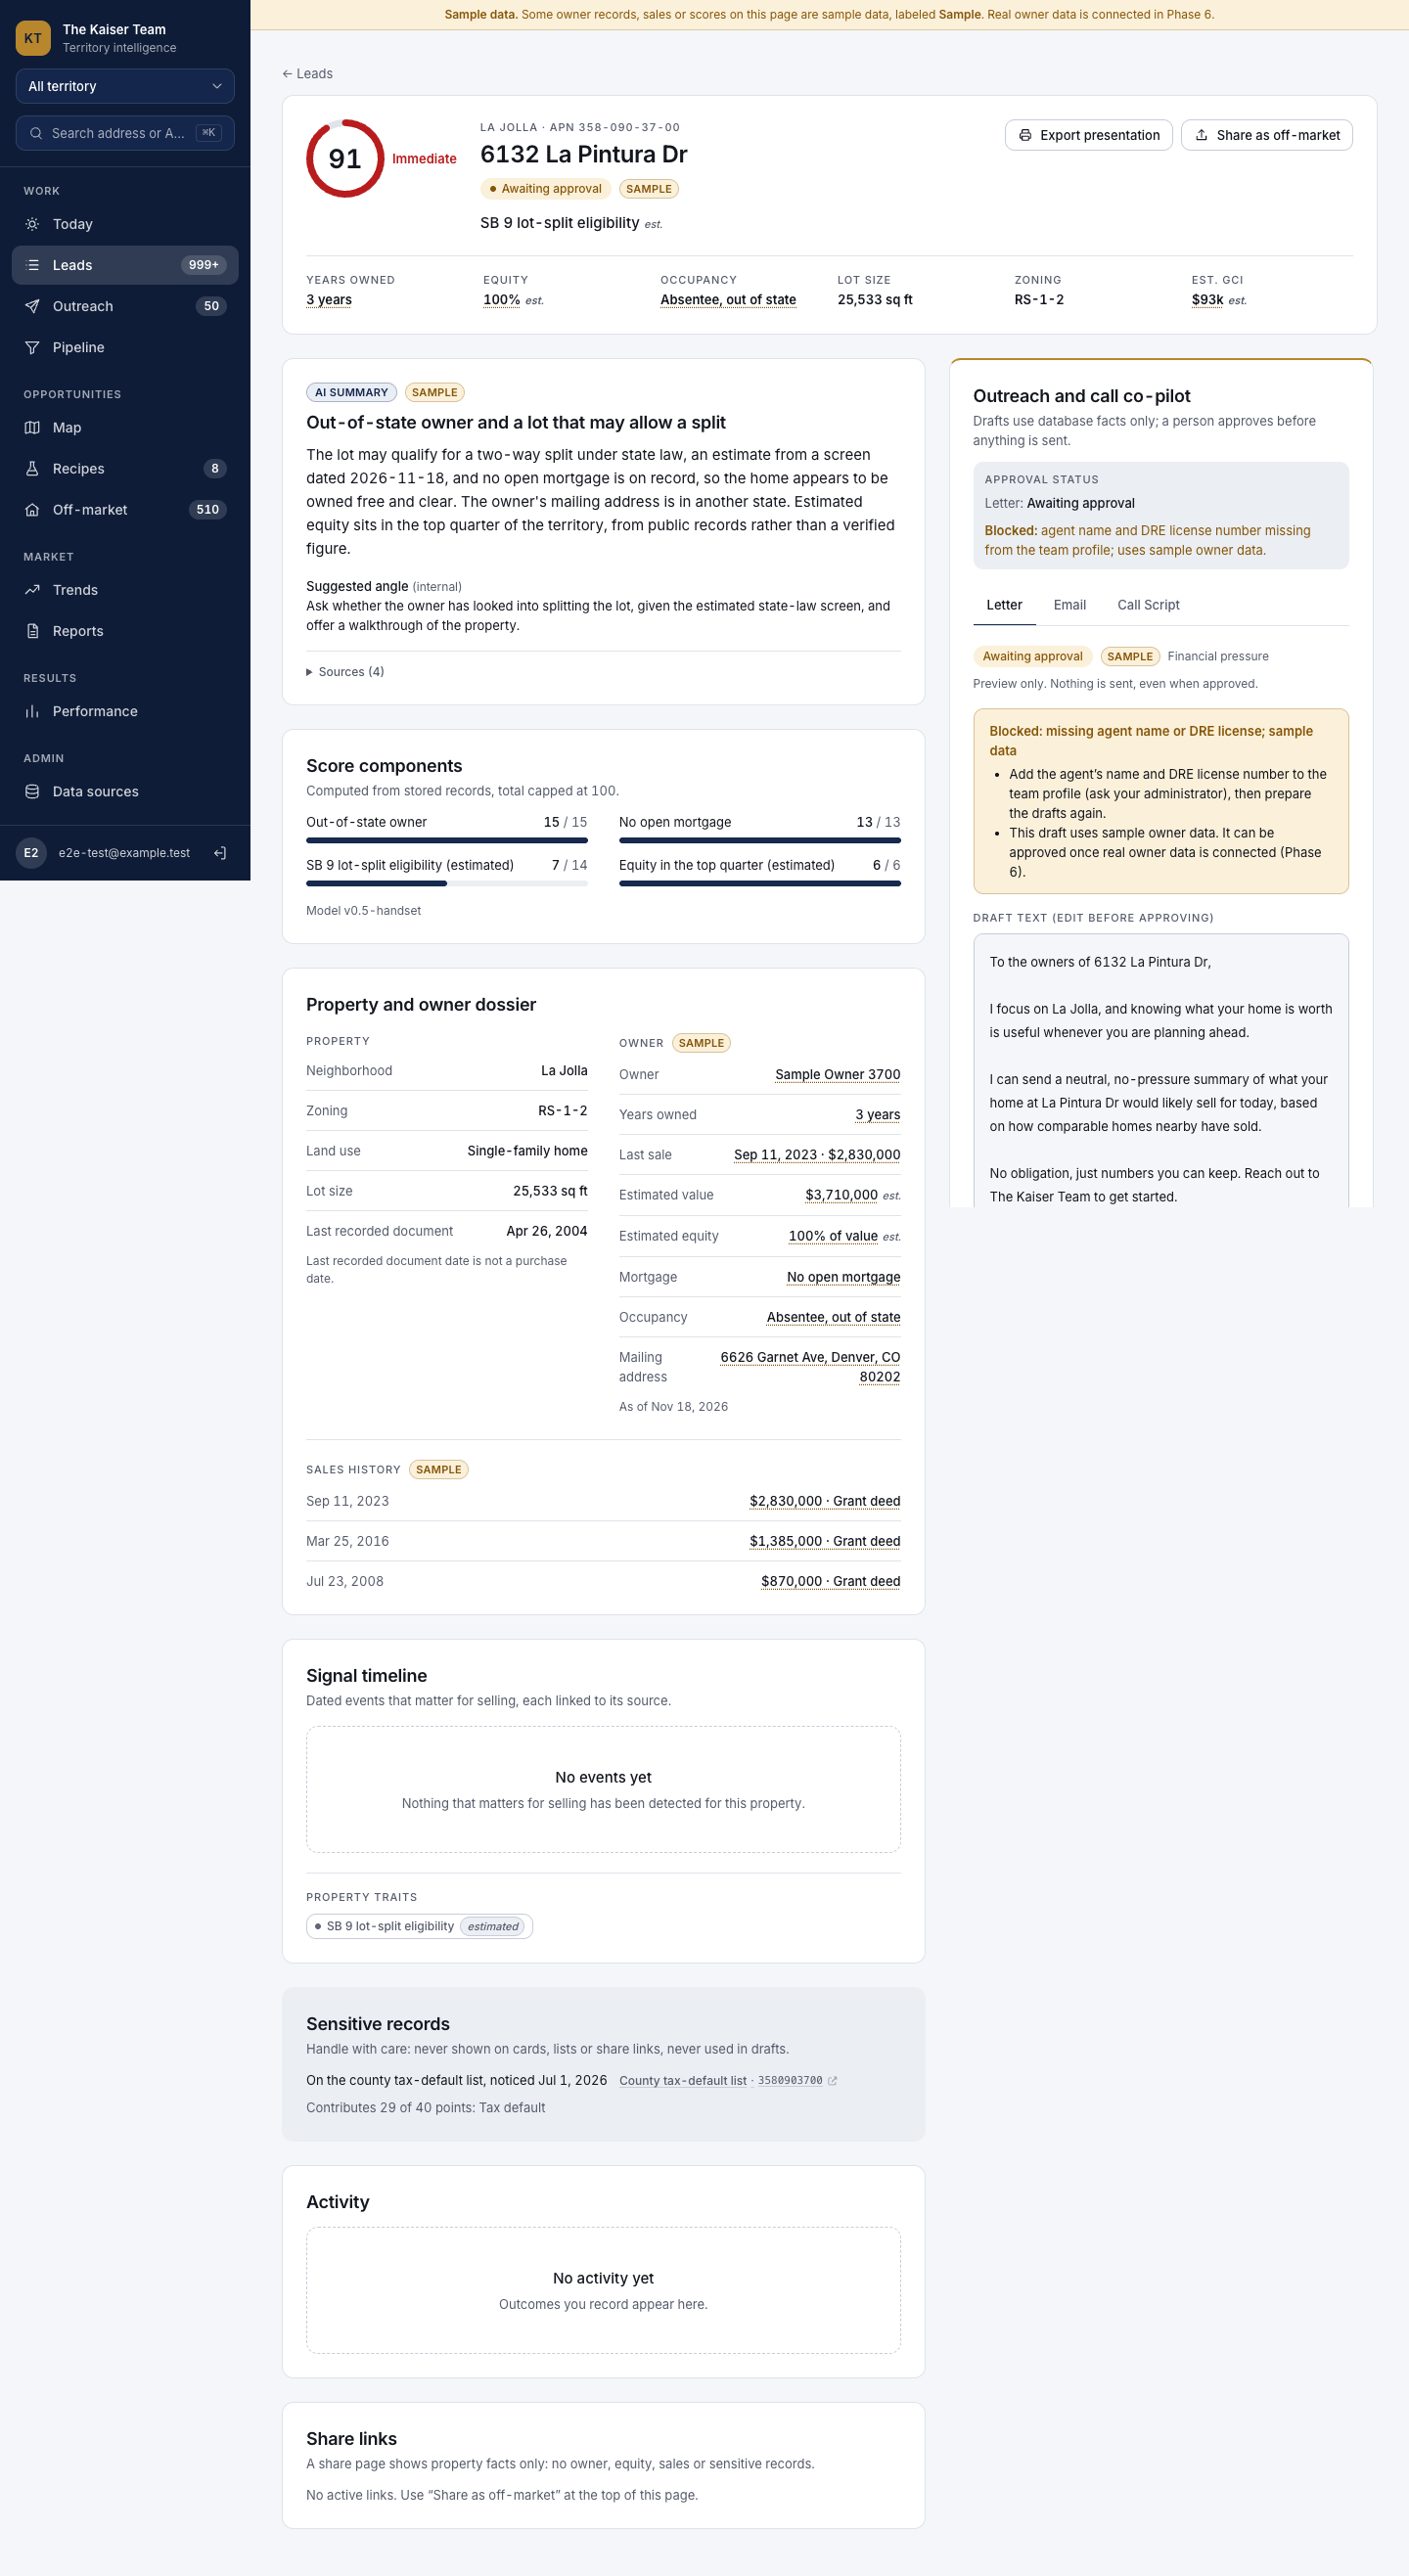 KT
The Kaiser Team
Territory intelligence
All territory
Search address or A... ⌘K
WORK
Today
Leads 999+
Outreach 50
Pipeline
OPPORTUNITIES
Map
Recipes 8
Off-market 510
MARKET
Trends
Reports
RESULTS
Performance
ADMIN
Data sources
E2 e2e-test@example.test
Sample data. Some owner records, sales or scores on this page are sample data, labeled Sample. Real owner data is connected in Phase 6.
← Leads
91 Immediate
LA JOLLA · APN 358-090-37-00
6132 La Pintura Dr
Awaiting approval SAMPLE
SB 9 lot-split eligibility est.
Export presentation
Share as off-market
YEARS OWNED
3 years
EQUITY
100% est.
OCCUPANCY
Absentee, out of state
LOT SIZE
25,533 sq ft
ZONING
RS-1-2
EST. GCI
$93k est.
AI SUMMARY SAMPLE
Out-of-state owner and a lot that may allow a split
The lot may qualify for a two-way split under state law, an estimate from a screen
dated 2026-11-18, and no open mortgage is on record, so the home appears to be
owned free and clear. The owner's mailing address is in another state. Estimated
equity sits in the top quarter of the territory, from public records rather than a verified
figure.
Suggested angle (internal)
Ask whether the owner has looked into splitting the lot, given the estimated state-law screen, and
offer a walkthrough of the property.
Sources (4)
Score components
Computed from stored records, total capped at 100.
Out-of-state owner 15 / 15
No open mortgage 13 / 13
SB 9 lot-split eligibility (estimated) 7 / 14
Equity in the top quarter (estimated) 6 / 6
Model v0.5-handset
Property and owner dossier
PROPERTY
Neighborhood La Jolla
Zoning RS-1-2
Land use Single-family home
Lot size 25,533 sq ft
Last recorded document Apr 26, 2004
Last recorded document date is not a purchase
date.
OWNER SAMPLE
Owner Sample Owner 3700
Years owned 3 years
Last sale Sep 11, 2023 · $2,830,000
Estimated value $3,710,000 est.
Estimated equity 100% of value est.
Mortgage No open mortgage
Occupancy Absentee, out of state
Mailing address 6626 Garnet Ave, Denver, CO
80202
As of Nov 18, 2026
SALES HISTORY SAMPLE
Sep 11, 2023 $2,830,000 · Grant deed
Mar 25, 2016 $1,385,000 · Grant deed
Jul 23, 2008 $870,000 · Grant deed
Signal timeline
Dated events that matter for selling, each linked to its source.
No events yet
Nothing that matters for selling has been detected for this property.
PROPERTY TRAITS
SB 9 lot-split eligibility estimated
Sensitive records
Handle with care: never shown on cards, lists or share links, never used in drafts.
On the county tax-default list, noticed Jul 1, 2026 County tax-default list · 3580903700
Contributes 29 of 40 points: Tax default
Activity
No activity yet
Outcomes you record appear here.
Share links
A share page shows property facts only: no owner, equity, sales or sensitive records.
No active links. Use “Share as off-market” at the top of this page.
Outreach and call co-pilot
Drafts use database facts only; a person approves before
anything is sent.
APPROVAL STATUS
Letter: Awaiting approval
Blocked: agent name and DRE license number missing
from the team profile; uses sample owner data.
Letter Email Call Script
Awaiting approval SAMPLE Financial pressure
Preview only. Nothing is sent, even when approved.
Blocked: missing agent name or DRE license; sample
data
• Add the agent’s name and DRE license number to the
team profile (ask your administrator), then prepare
the drafts again.
• This draft uses sample owner data. It can be
approved once real owner data is connected (Phase
6).
DRAFT TEXT (EDIT BEFORE APPROVING)
To the owners of 6132 La Pintura Dr,
I focus on La Jolla, and knowing what your home is worth
is useful whenever you are planning ahead.
I can send a neutral, no-pressure summary of what your
home at La Pintura Dr would likely sell for today, based
on how comparable homes nearby have sold.
No obligation, just numbers you can keep. Reach out to
The Kaiser Team to get started.